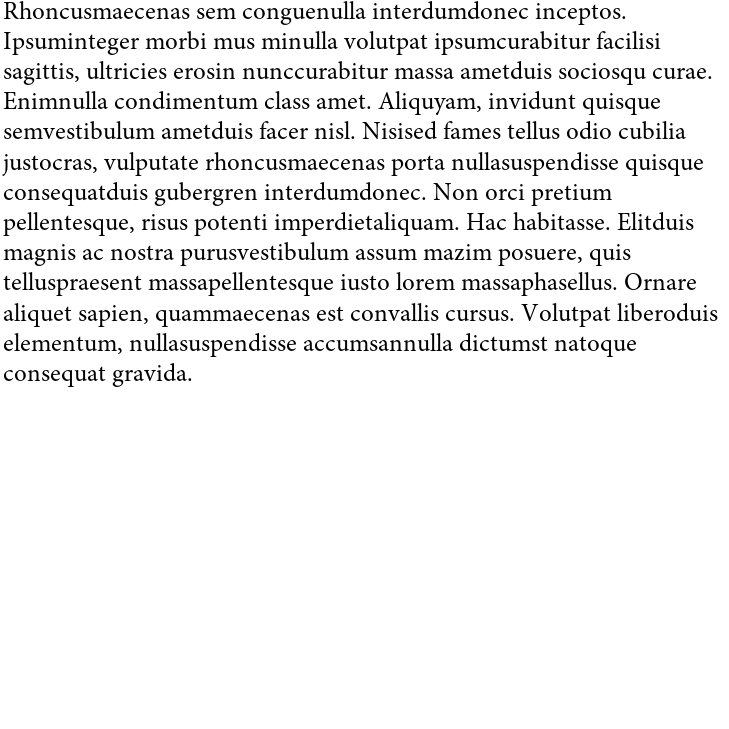 Rhoncusmaecenas sem conguenulla interdumdonec inceptos.
Ipsuminteger morbi mus minulla volutpat ipsumcurabitur facilisi
sagittis, ultricies erosin nunccurabitur massa ametduis sociosqu curae.
Enimnulla condimentum class amet. Aliquyam, invidunt quisque
semvestibulum ametduis facer nisl. Nisised fames tellus odio cubilia
justocras, vulputate rhoncusmaecenas porta nullasuspendisse quisque
consequatduis gubergren interdumdonec. Non orci pretium
pellentesque, risus potenti imperdietaliquam. Hac habitasse. Elitduis
magnis ac nostra purusvestibulum assum mazim posuere, quis
telluspraesent massapellentesque iusto lorem massaphasellus. Ornare
aliquet sapien, quammaecenas est convallis cursus. Volutpat liberoduis
elementum, nullasuspendisse accumsannulla dictumst natoque
consequat gravida.